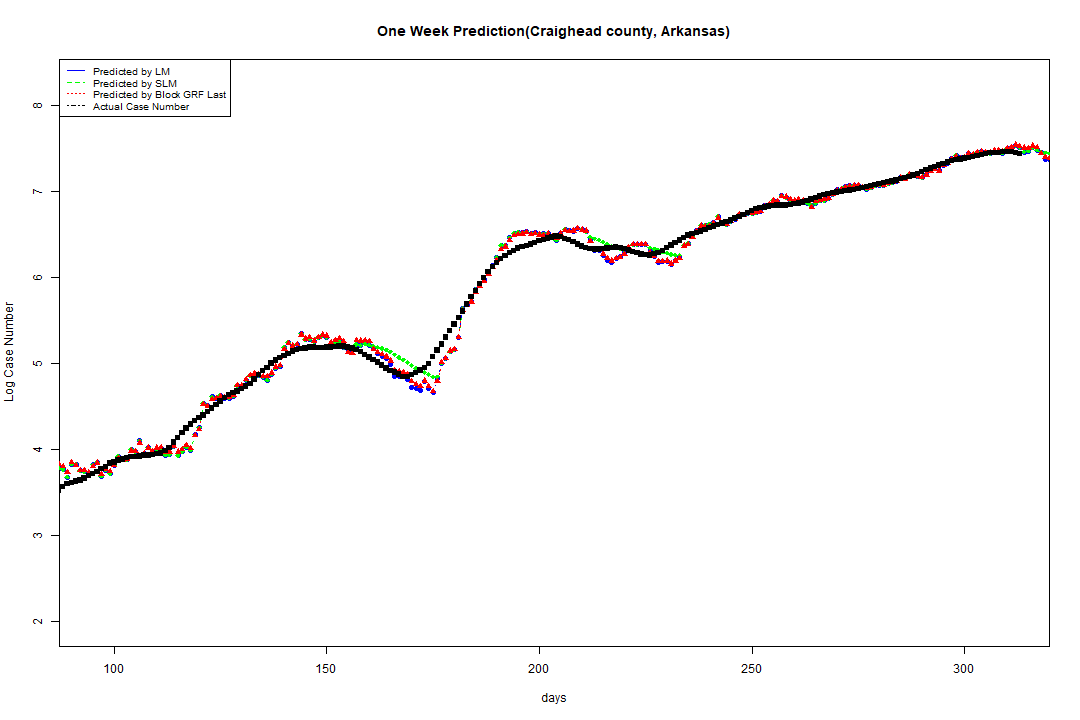 One Week Prediction(Craighead county, Arkansas)
Predicted by LM
Predicted by SLM
Predicted by Block GRF Last
Actual Case Number
8
7
6
5
4
3
2
Log Case Number
100 150 200 250 300
days